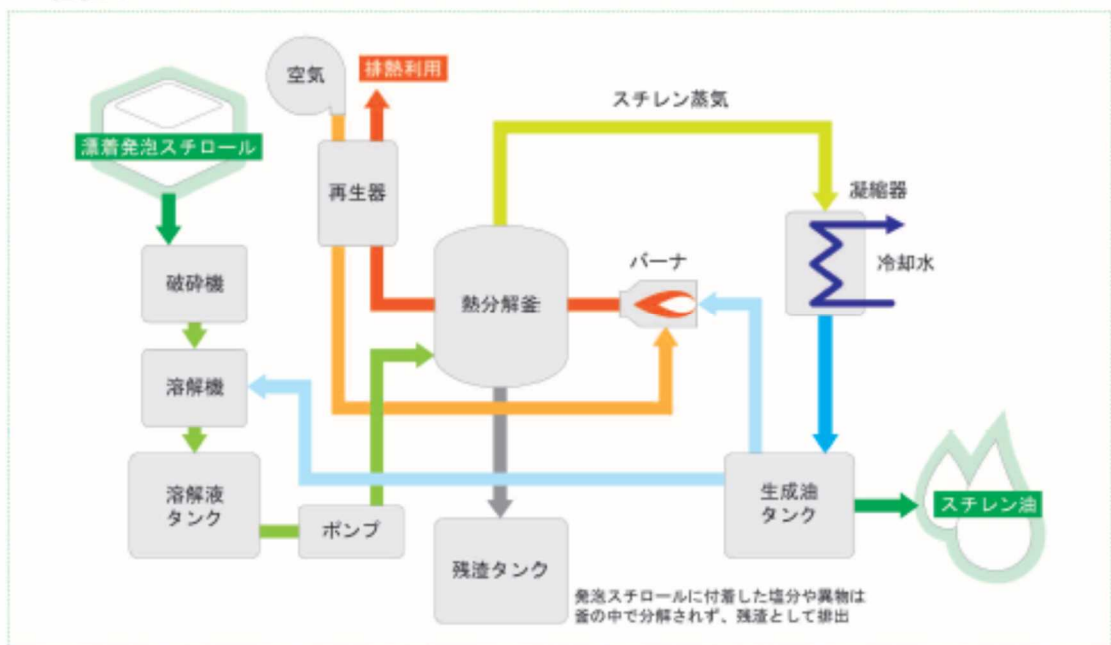 空気
排熱利用
スチレン蒸気
漂着発泡スチロール
再生器
凝縮器
冷却水
破砕機
バーナ
熱分解釜
溶解機
溶解液
タンク
ポンプ
生成油
タンク
スチレン油
残渣タンク
発泡スチロールに付着した塩分や異物は
釜の中で分解されず、残渣として排出